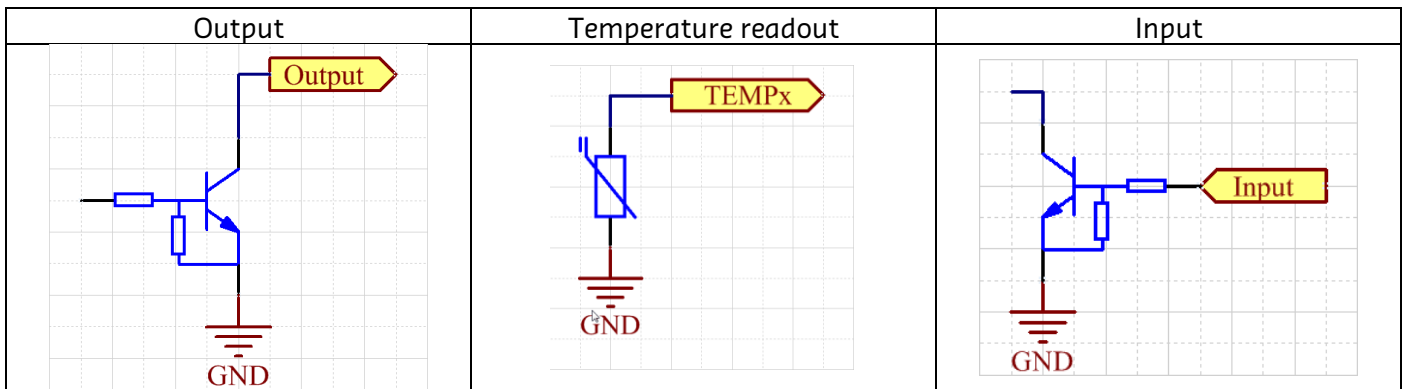 Output
Temperature readout
Input
Output
TEMPx
Input
GND
GND
GND